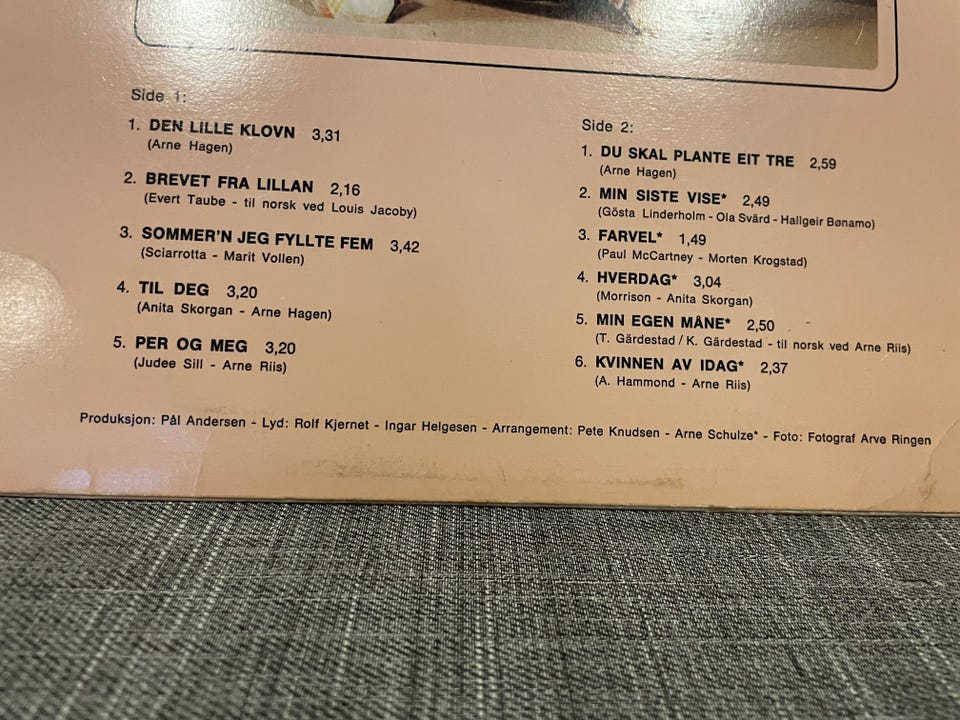 Side 1:
1. DEN LILLE KLOVN 3,31
(Arne Hagen)
2. BREVET FRA LILLAN 2,16
(Evert Taube - til norsk ved Louis Jacoby)
3. SOMMER'N JEG FYLLTE FEM 3,42
(Sciarrotta - Marit Vollen)
4. TIL DEG 3,20
(Anita Skorgan - Arne Hagen)
5. PER OG MEG 3,20
(Judee Sill - Arne Riis)
Side 2:
1. DU SKAL PLANTE EIT TRE 2,59
(Arne Hagen)
2. MIN SISTE VISE* 2,49
(Gösta Linderholm - Ola Svärd - Hallgeir Bønamo)
3. FARVEL* 1,49
(Paul McCartney - Morten Krogstad)
4. HVERDAG* 3,04
(Morrison - Anita Skorgan)
5. MIN EGEN MÅNE* 2,50
(T. Gärdestad / K. Gärdestad - til norsk ved Arne Riis)
6. KVINNEN AV IDAG* 2,37
(A. Hammond - Arne Riis)
Produksjon: Pål Andersen - Lyd: Rolf Kjernet - Ingar Helgesen - Arrangement: Pete Knudsen - Arne Schulze* - Foto: Fotograf Arve Ringen